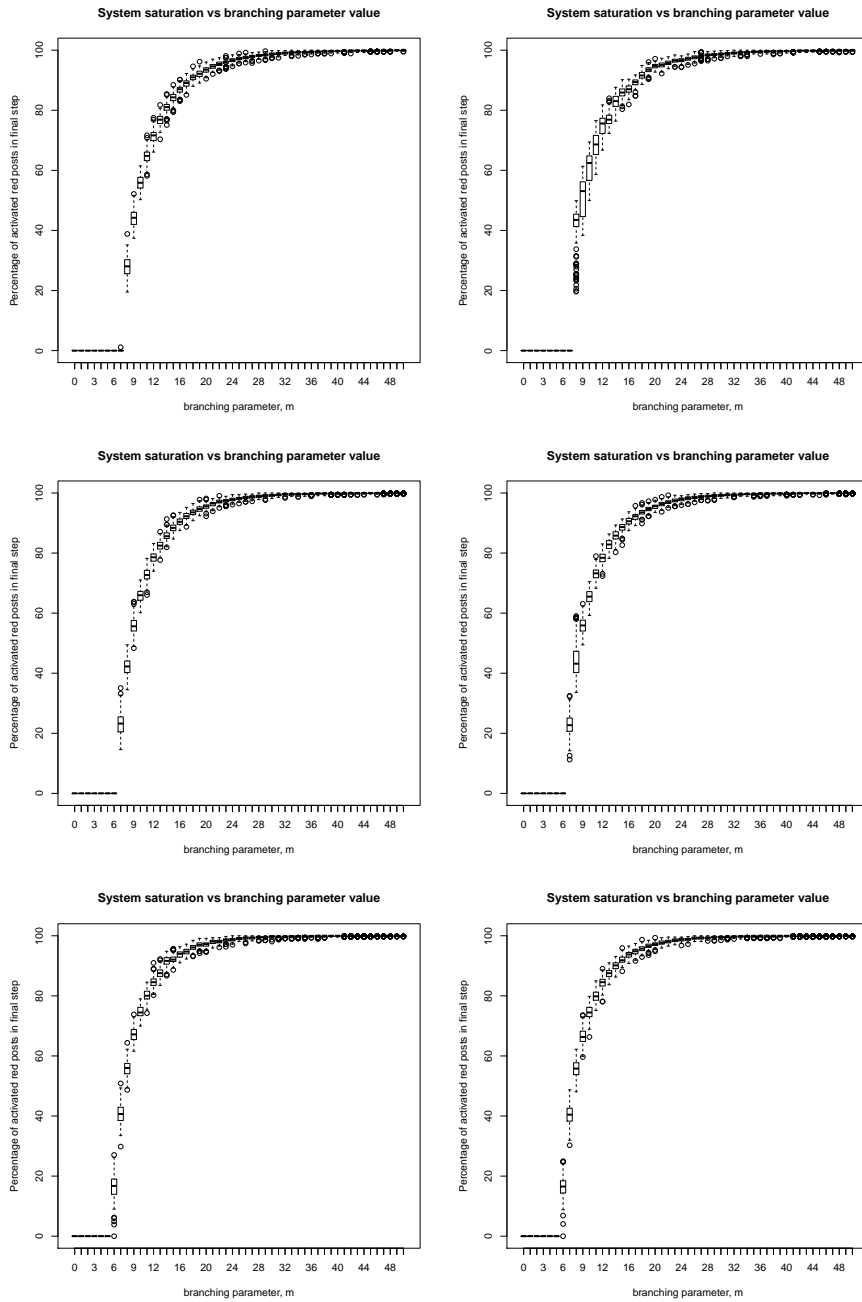 System saturation vs branching parameter value
Percentage of activated red posts in final step
0 20 40 60 80 100
0 3 6 9 12 16 20 24 28 32 36 40 44 48
branching parameter, m
System saturation vs branching parameter value
Percentage of activated red posts in final step
0 20 40 60 80 100
0 3 6 9 12 16 20 24 28 32 36 40 44 48
branching parameter, m
System saturation vs branching parameter value
Percentage of activated red posts in final step
0 20 40 60 80 100
0 3 6 9 12 16 20 24 28 32 36 40 44 48
branching parameter, m
System saturation vs branching parameter value
Percentage of activated red posts in final step
0 20 40 60 80 100
0 3 6 9 12 16 20 24 28 32 36 40 44 48
branching parameter, m
System saturation vs branching parameter value
Percentage of activated red posts in final step
0 20 40 60 80 100
0 3 6 9 12 16 20 24 28 32 36 40 44 48
branching parameter, m
System saturation vs branching parameter value
Percentage of activated red posts in final step
0 20 40 60 80 100
0 3 6 9 12 16 20 24 28 32 36 40 44 48
branching parameter, m